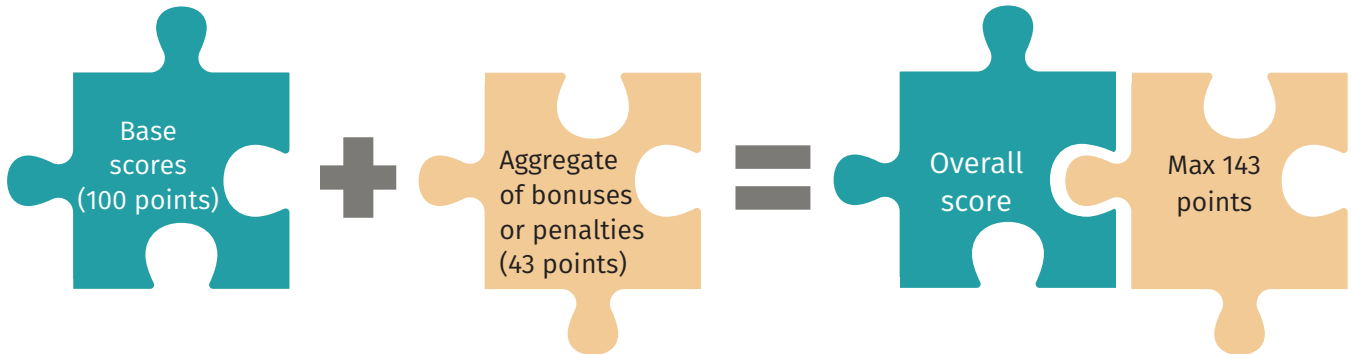 Base
scores
(100 points)
Aggregate
of bonuses
or penalties
(43 points)
Overall
score
Max 143
points